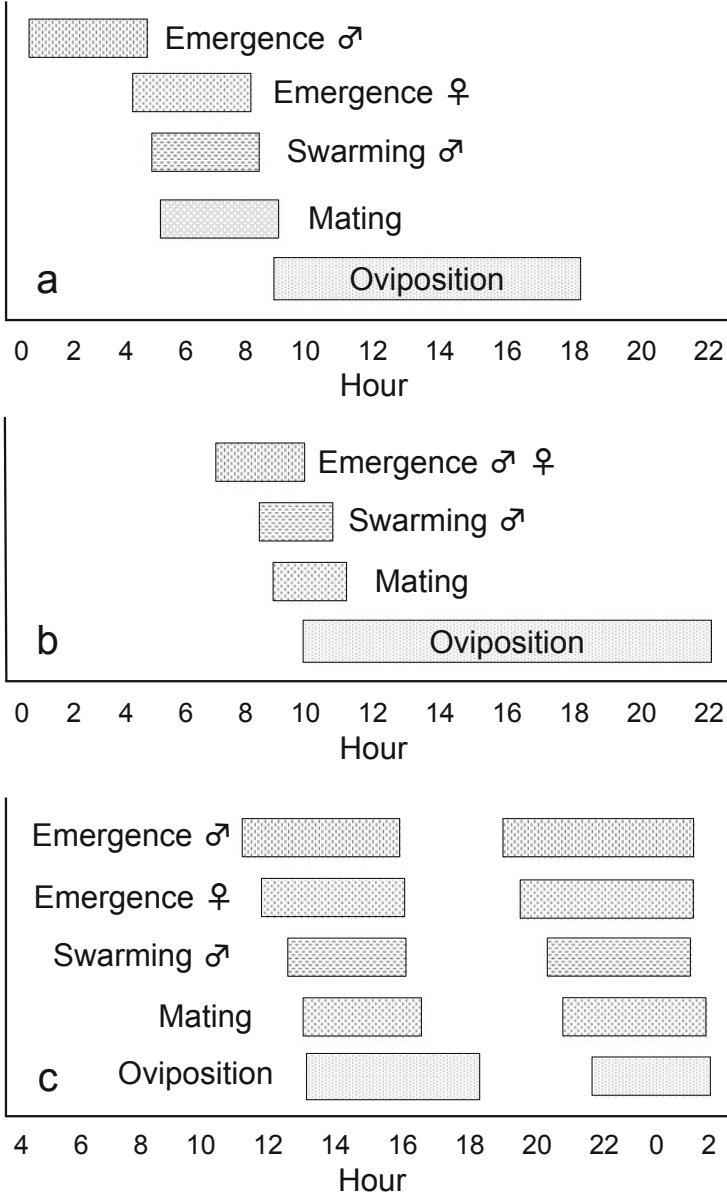 Emergence ♂
Emergence ♀
Swarming ♂
Mating
Oviposition
a
0 2 4 6 8 10 12 14 16 18 20 22
Hour
Emergence ♂ ♀
Swarming ♂
Mating
Oviposition
b
0 2 4 6 8 10 12 14 16 18 20 22
Hour
Emergence ♂
Emergence ♀
Swarming ♂
Mating
Oviposition
c
4 6 8 10 12 14 16 18 20 22 0 2
Hour